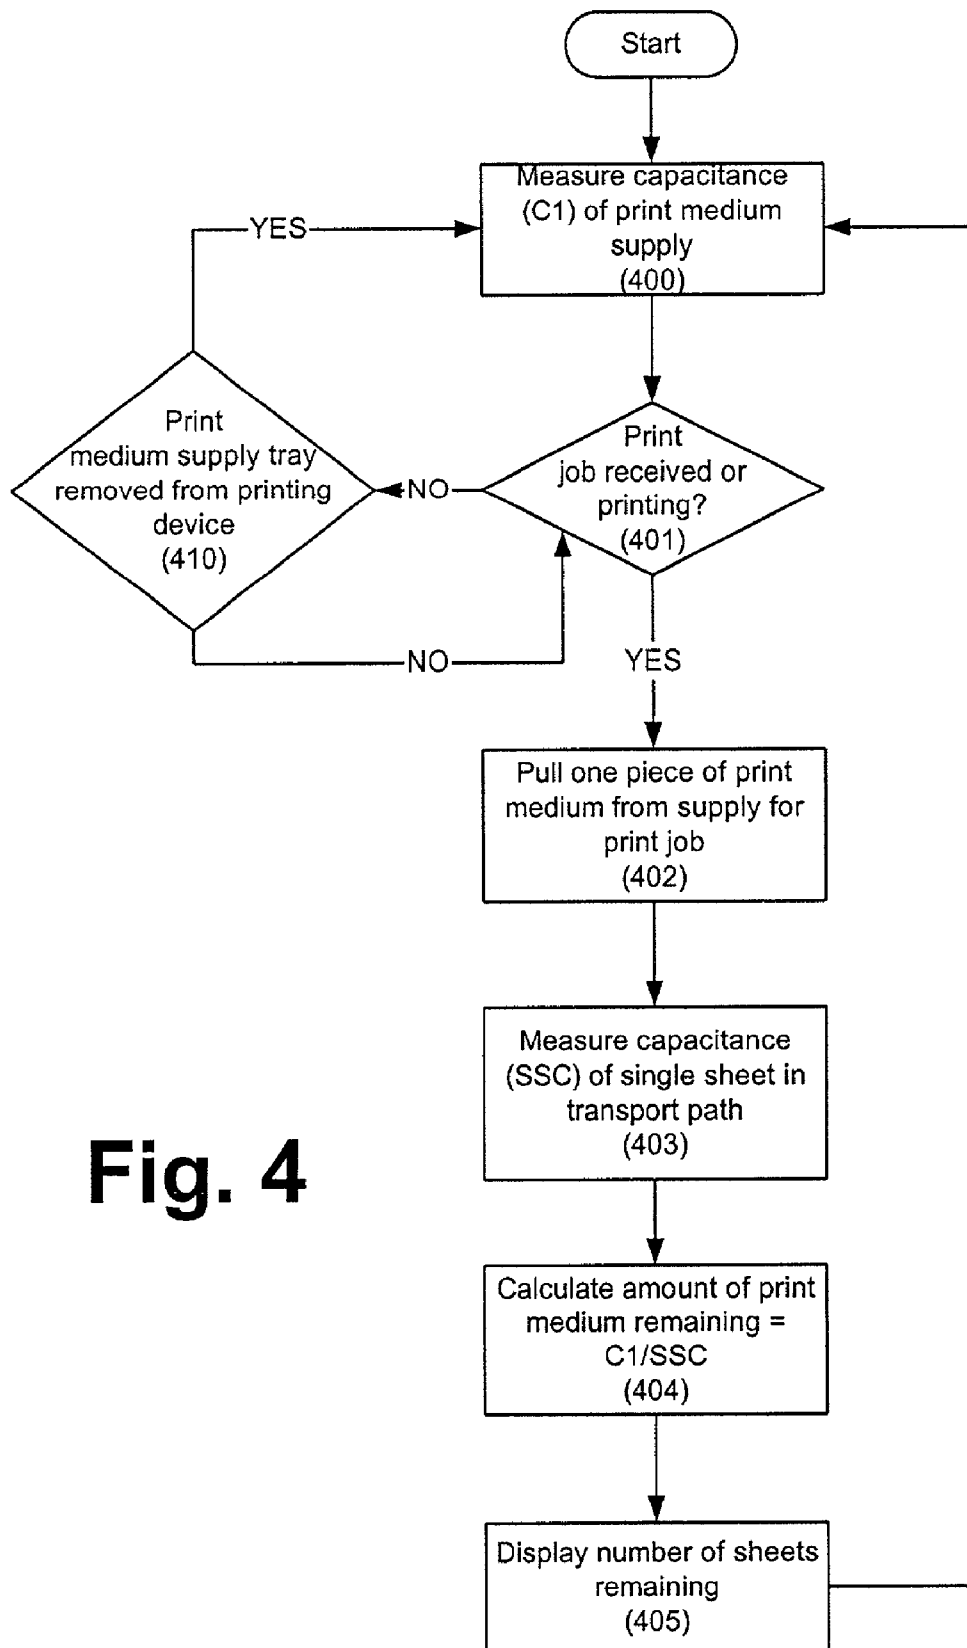 Start
Measure capacitance
(C1) of print medium
supply
(400)
YES
Print
medium supply tray
removed from printing
device
(410)
NO
Print
job received or
printing?
(401)
NO
YES
Pull one piece of print
medium from supply for
print job
(402)
Measure capacitance
(SSC) of single sheet in
transport path
(403)
Fig. 4
Calculate amount of print
medium remaining =
C1/SSC
(404)
Display number of sheets
remaining
(405)